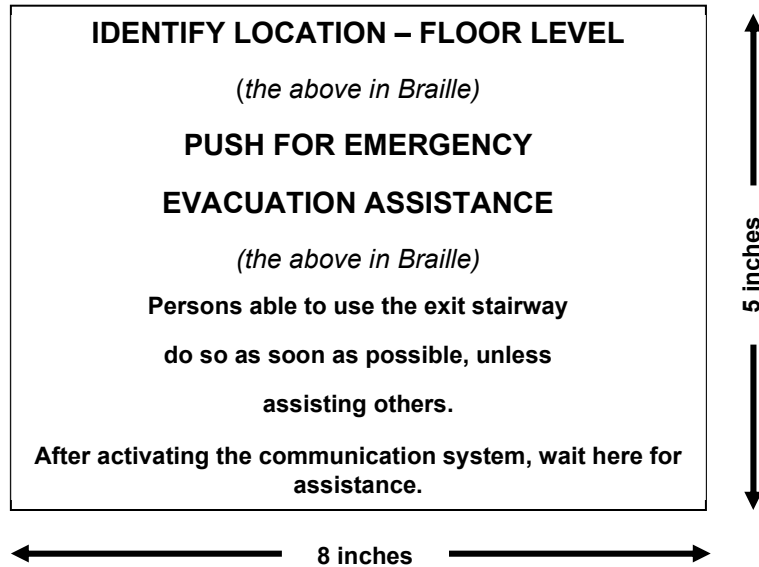 IDENTIFY LOCATION – FLOOR LEVEL
(the above in Braille)
PUSH FOR EMERGENCY
EVACUATION ASSISTANCE
(the above in Braille)
Persons able to use the exit stairway
do so as soon as possible, unless
assisting others.
After activating the communication system, wait here for
assistance.
5 inches
8 inches